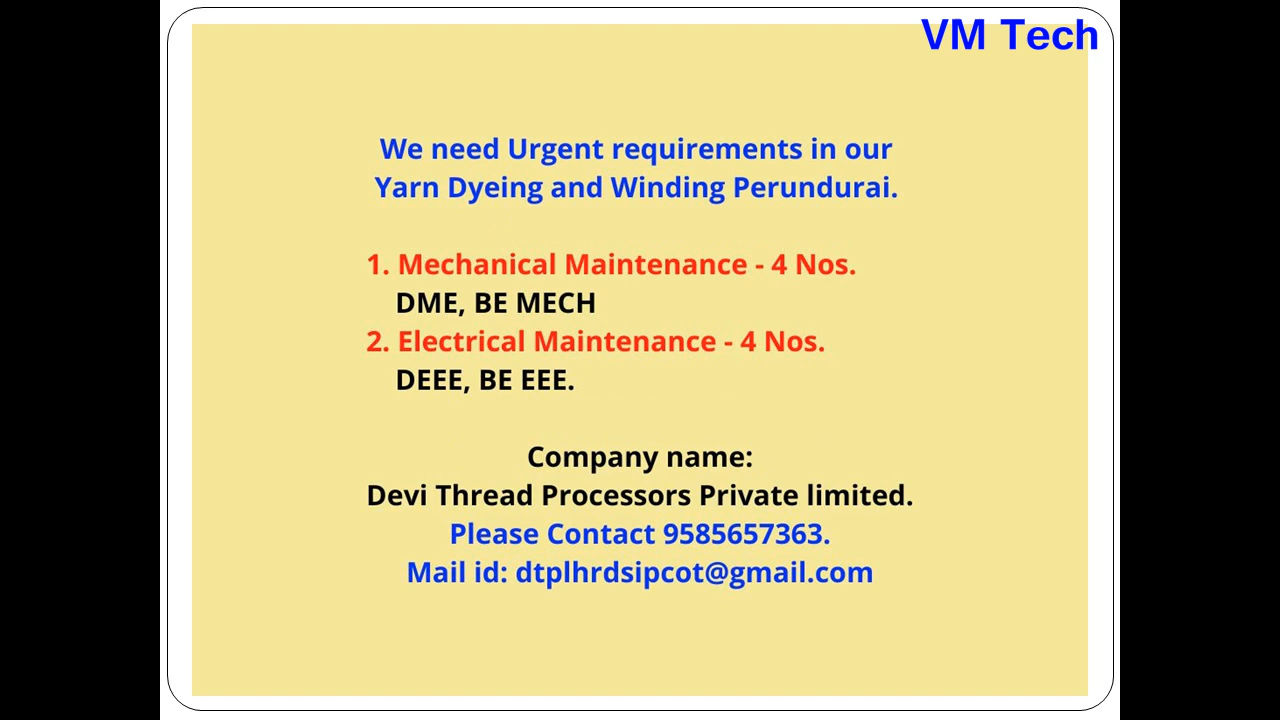 VM Tech
We need Urgent requirements in our
Yarn Dyeing and Winding Perundurai.
1. Mechanical Maintenance - 4 Nos.
DME, BE MECH
2. Electrical Maintenance - 4 Nos.
DEEE, BE EEE.
Company name:
Devi Thread Processors Private limited.
Please Contact 9585657363.
Mail id: dtplhrdsipcot@gmail.com